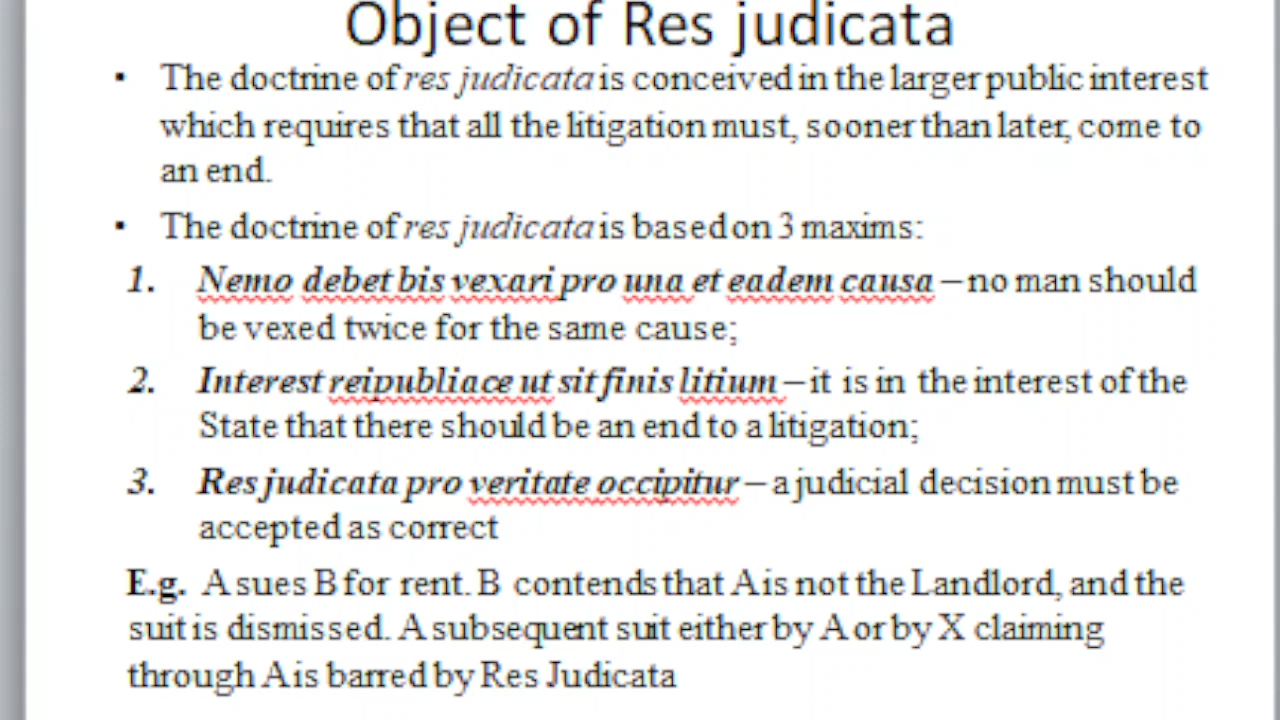 Object of Res judicata
• The doctrine of res judicata is conceived in the larger public interest
which requires that all the litigation must, sooner than later, come to
an end.
• The doctrine of res judicata is based on 3 maxims:
1. Nemo debet bis vexari pro una et eadem causa – no man should
be vexed twice for the same cause;
2. Interest reipubliace ut sit finis litium – it is in the interest of the
State that there should be an end to a litigation;
3. Res judicata pro veritate occipitur – a judicial decision must be
accepted as correct
E.g. A sues B for rent. B contends that A is not the Landlord, and the
suit is dismissed. A subsequent suit either by A or by X claiming
through A is barred by Res Judicata